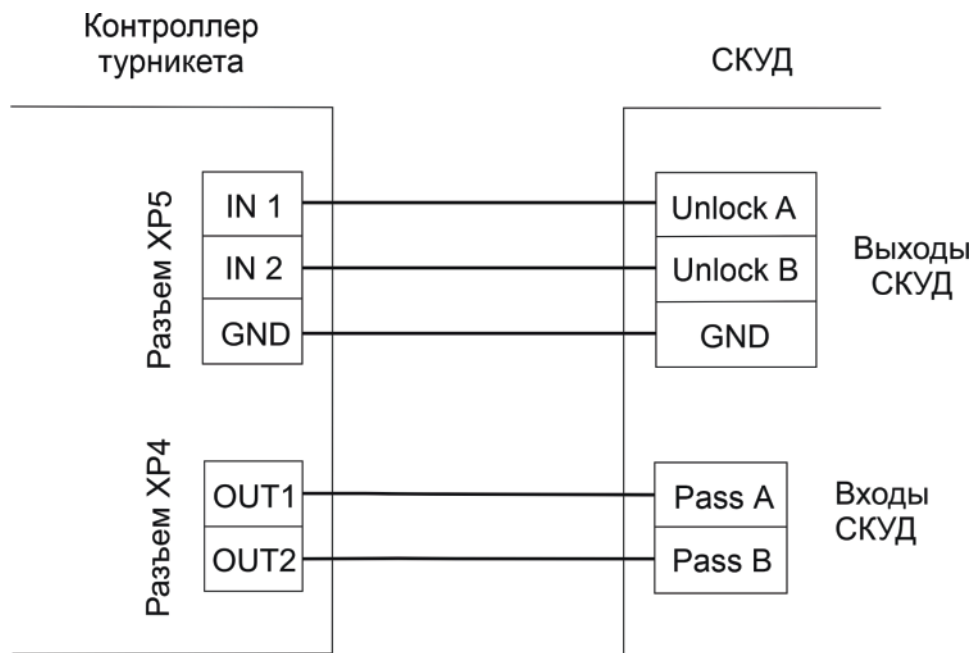 Контроллер
турникета
СКУД
Разъем XP5
IN 1
IN 2
GND
Unlock A
Unlock B
GND
Выходы
СКУД
Разъем XP4
OUT1
OUT2
Pass A
Pass B
Входы
СКУД